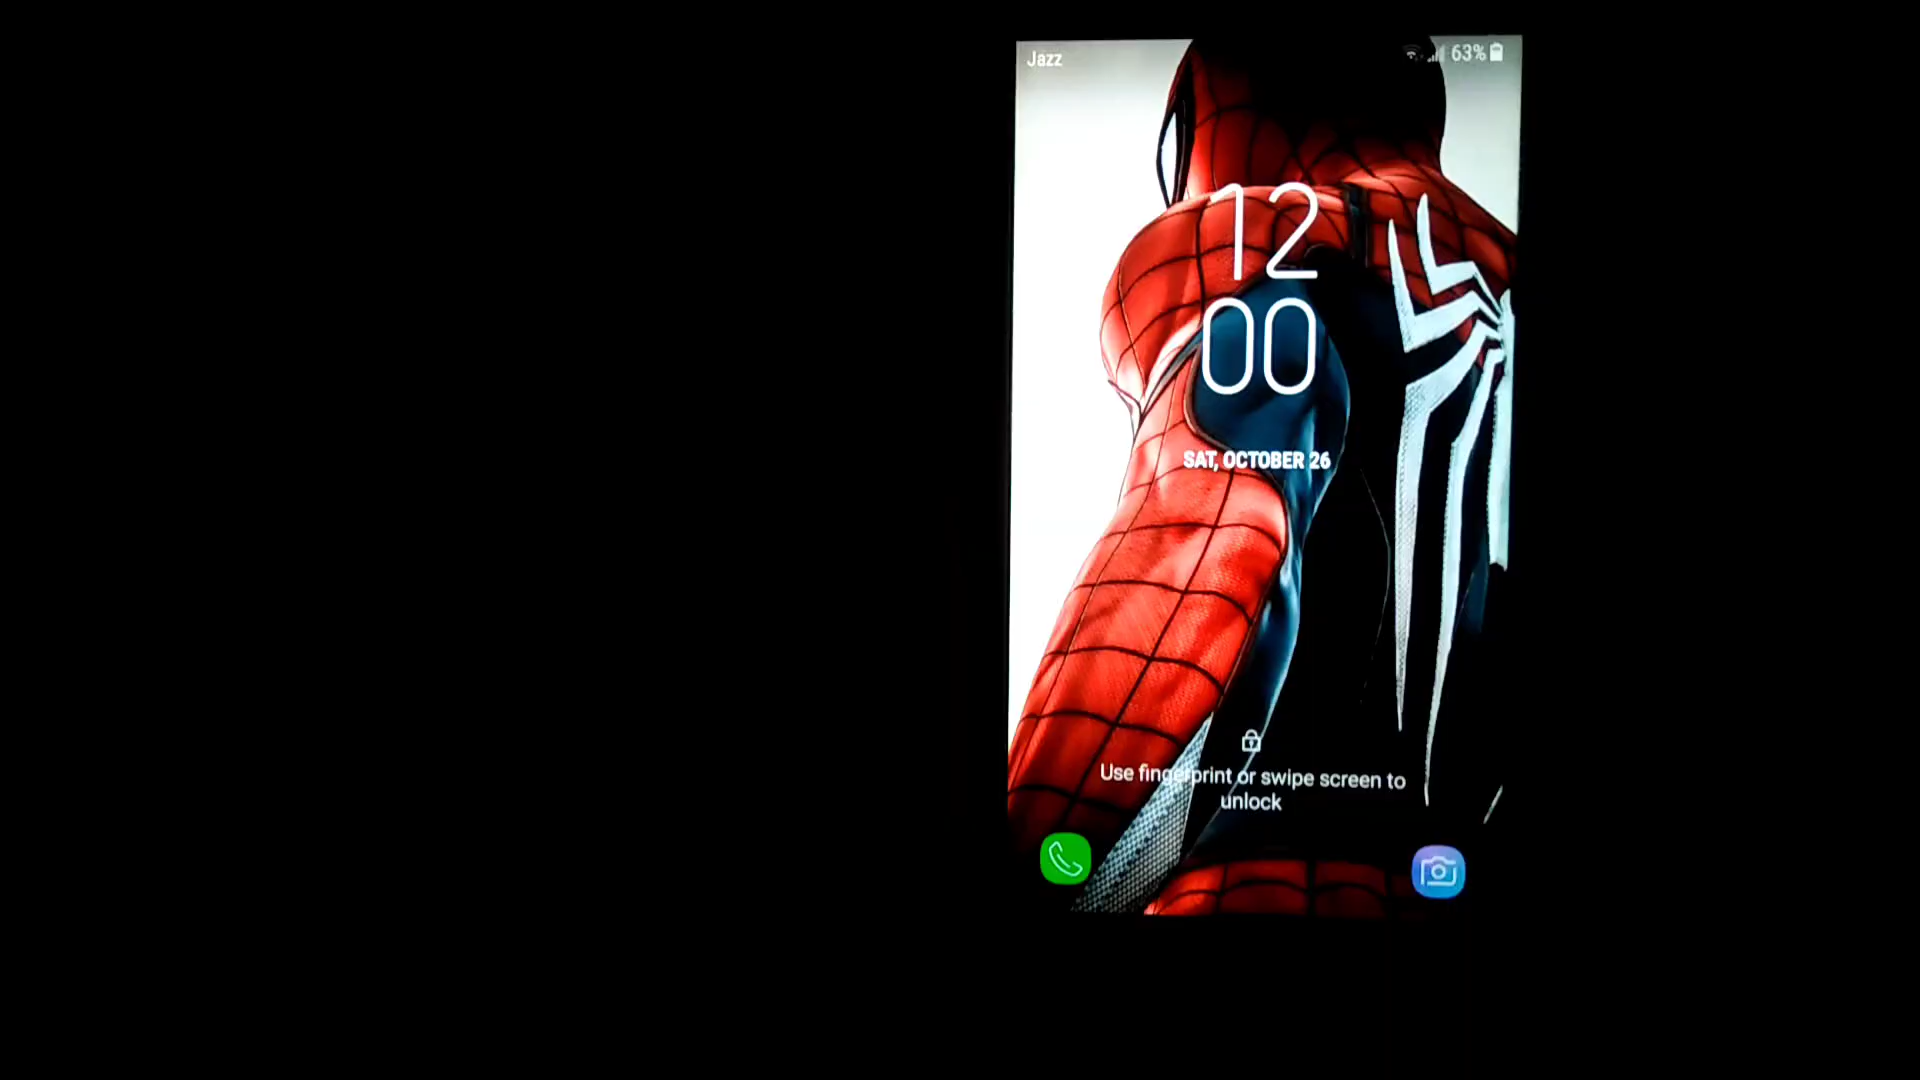 Jazz
63%
12
00
SAT, OCTOBER 26
Use fingerprint or swipe screen to
unlock